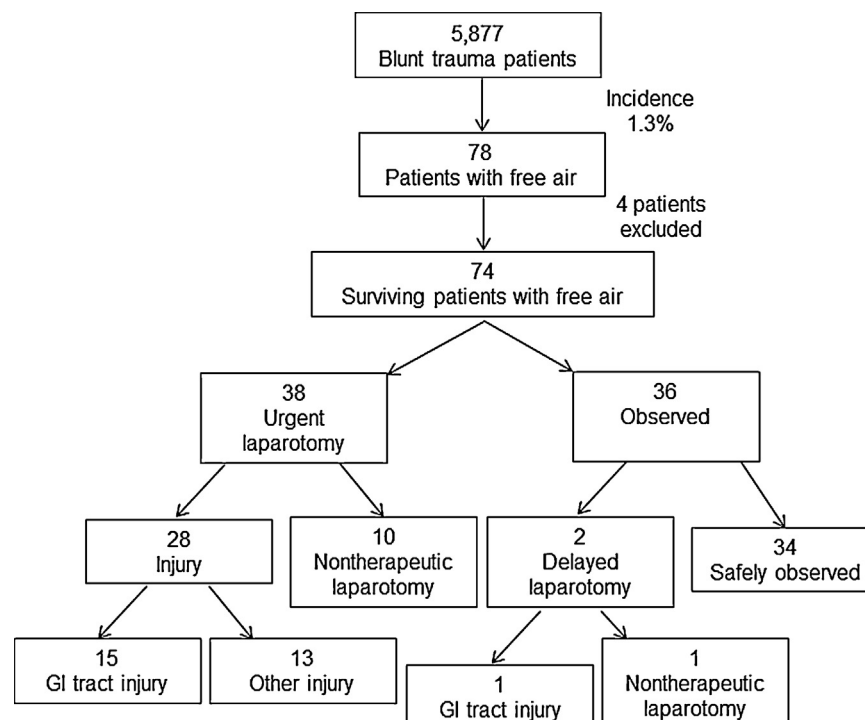 5,877
Blunt trauma patients
Incidence
1.3%
78
Patients with free air
4 patients
excluded
74
Surviving patients with free air
38
Urgent
laparotomy
36
Observed
28
Injury
10
Nontherapeutic
laparotomy
2
Delayed
laparotomy
34
Safely observed
15
GI tract injury
13
Other injury
1
GI tract injury
1
Nontherapeutic
laparotomy